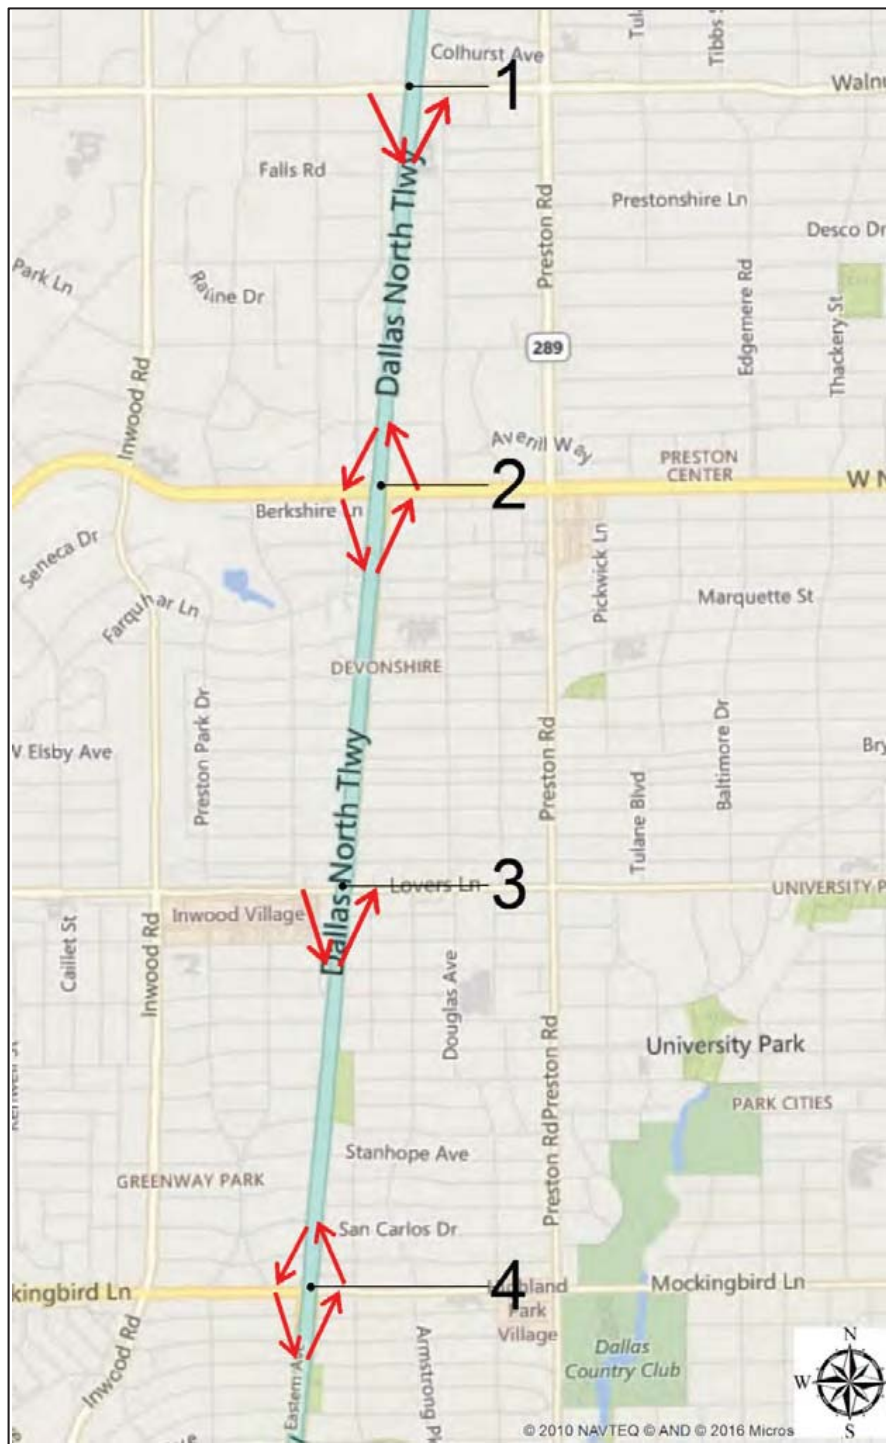 Colhurst Ave
Tula
Tibbs S
1
Walnu
Falls Rd
Dallas North Tlwy
Preston Rd
Prestonshire Ln
Desco Dr
Park Ln
Ravine Dr
Edgemere Rd
Thackery St
289
Inwood Rd
Averill Way
PRESTON
CENTER
2
W N
Berkshire Ln
Seneca Dr
Pickwick Ln
Farquhar Ln
Marquette St
DEVONSHIRE
Preston Park Dr
Dallas North Tlwy
Preston Rd
Baltimore Dr
W Elsby Ave
Bry
Tulane Blvd
3
Lovers Ln
UNIVERSITY P
Inwood Village
Caillet St
Inwood Rd
Dallas
Douglas Ave
University Park
Preston Rd
PARK CITIES
Preston Rd
Stanhope Ave
GREENWAY PARK
San Carlos Dr
4
kingbird Ln
Highland
Park
Village
Mockingbird Ln
Inwood Rd
Eastern Ave
Armstrong P
Dallas
Country Club
N
W
S
© 2010 NAVTEQ © AND © 2016 Micros